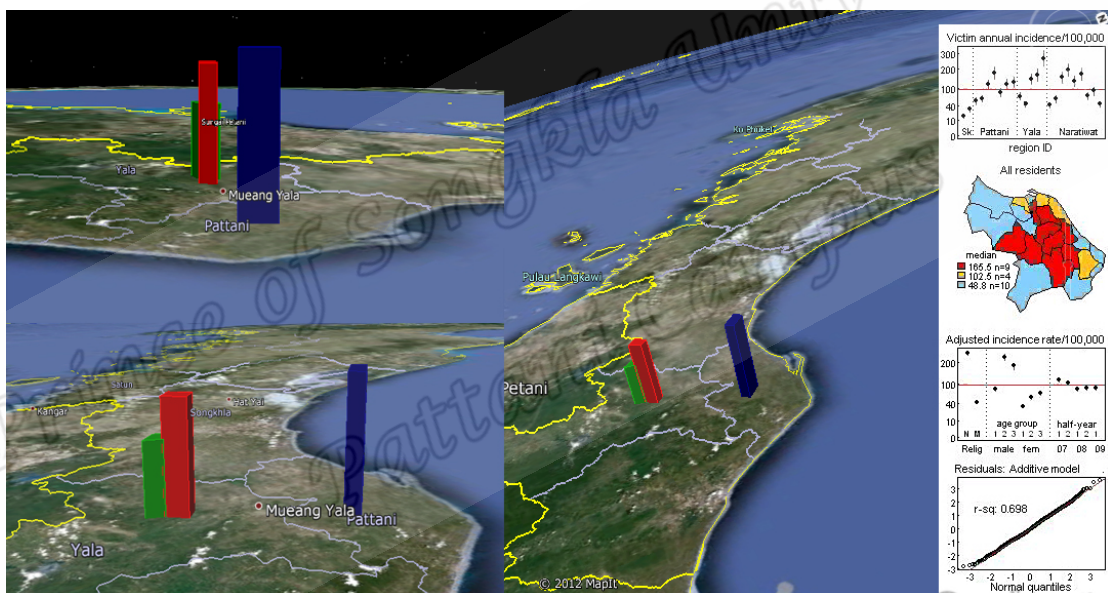 Sungai Petani
Yala
Mueang Yala
Pattani
Satun
Kangar
Hat Yai
Songkhla
Mueang Yala
Pattani
Yala
Ko Phuket
Pulau Langkawi
Petani
© 2012 MapIt
Prince of Songkla
Pattani
Victim annual incidence/100,000
300
200
100
40
10
0
Sk Pattani Yala Naratiwat
region ID
All residents
median
165.5 n=9
102.5 n=4
48.8 n=10
Adjusted incidence rate/100,000
200
100
40
10
0
N M 1 2 3 1 2 3 1 2 1 2 1
age group half-year
Relig male fem 07 08 09
Residuals: Additive model
r-sq: 0.698
3
2
1
0
-1
-2
-3
-3 -2 -1 0 1 2 3
Normal quantiles